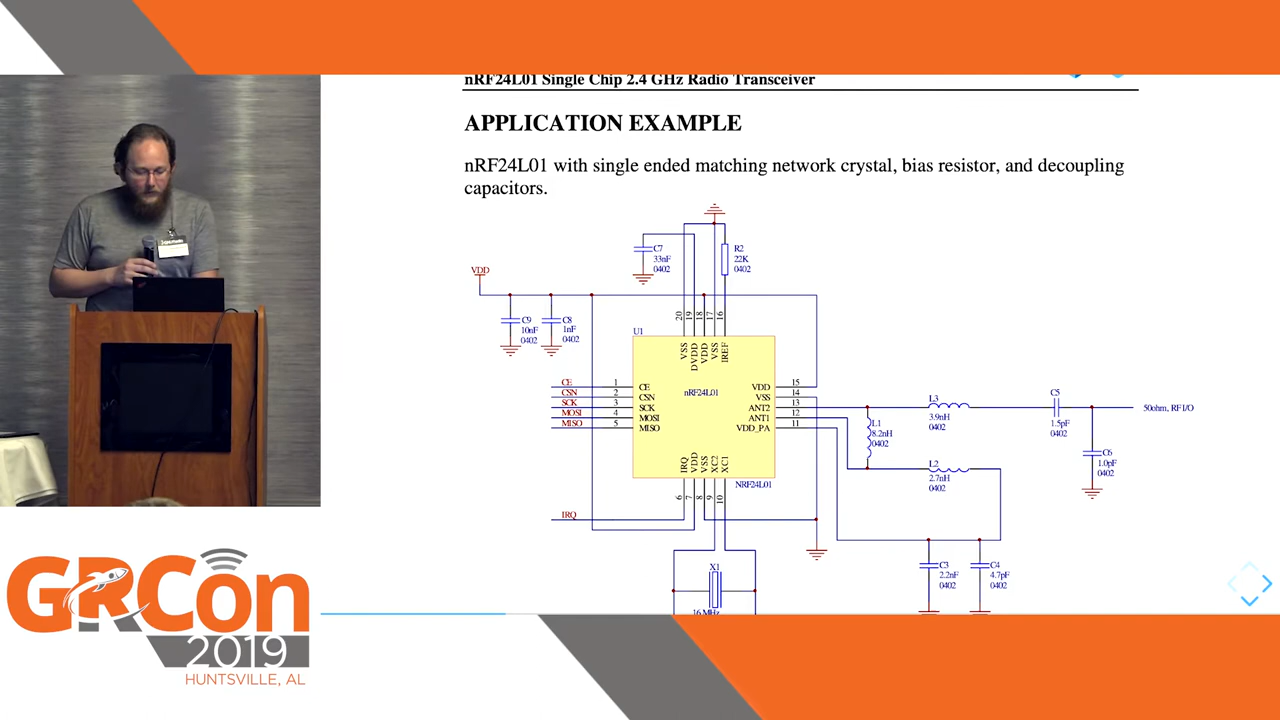 nRF24L01 Single Chip 2.4 GHz Radio Transceiver
APPLICATION EXAMPLE
nRF24L01 with single ended matching network crystal, bias resistor, and decoupling
capacitors.
C7
33nF
0402
R2
22K
0402
VDD
C9
10nF
0402
C8
1nF
0402
20
19
18
17
16
U1
VSS
DVDD
VDD
VSS
IREF
nRF24L01
CE 1 CE
CSN 2 CSN
SCK 3 SCK
MOSI 4 MOSI
MISO 5 MISO
VDD 15
VSS 14
ANT2 13
ANT1 12
VDD_PA 11
IRQ
VDD
VSS
XC2
XC1
NRF24L01
6
7
8
9
10
IRQ
L1
8.2nH
0402
L3
3.9nH
0402
L2
2.7nH
0402
C5
1.5pF
0402
50ohm, RF I/O
C6
1.0pF
0402
C3
2.2nF
0402
C4
4.7pF
0402
X1
16 MHz
GRCon
2019
HUNTSVILLE, AL